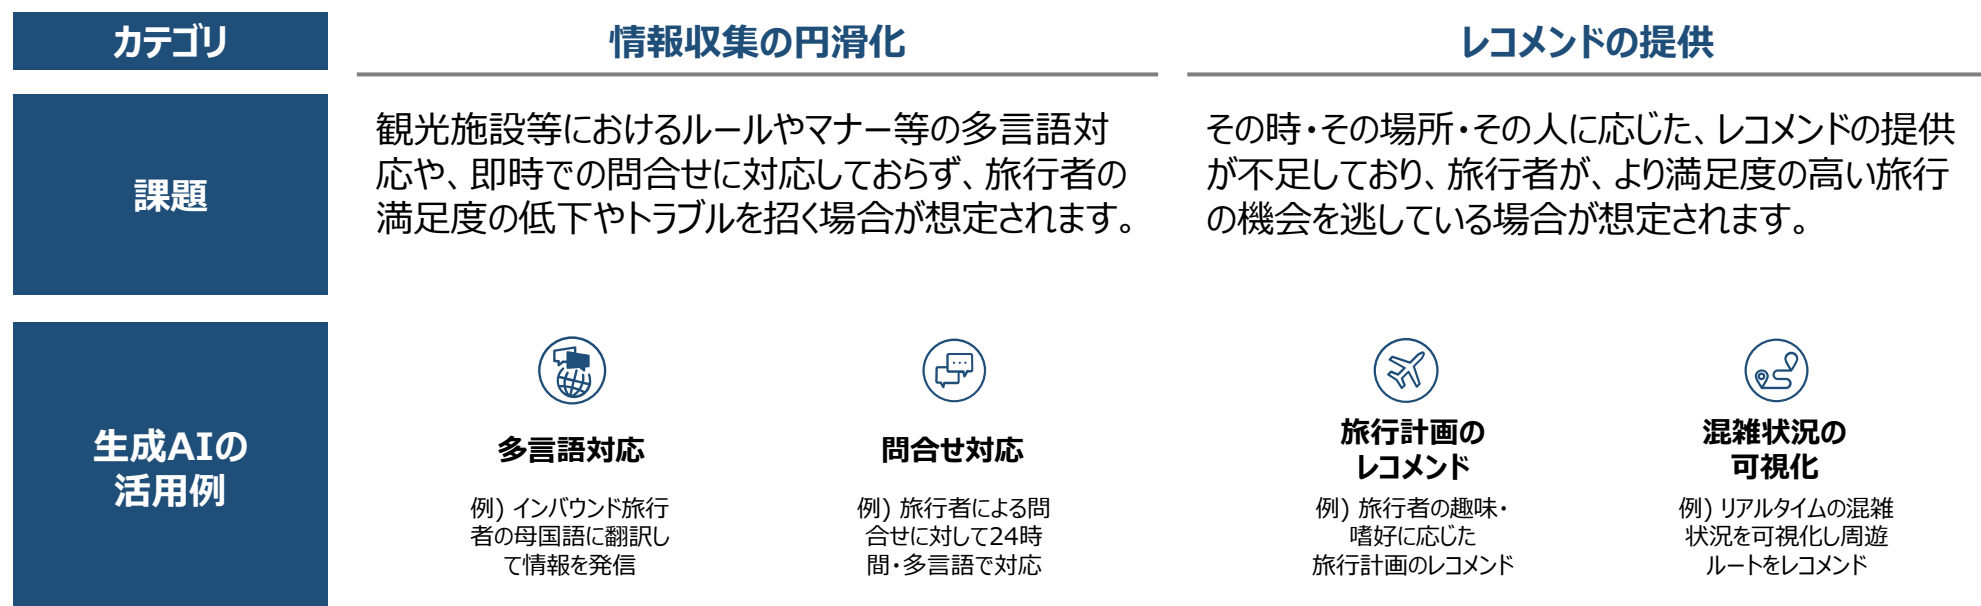 カテゴリ
情報収集の円滑化
レコメンドの提供
課題
観光施設等におけるルールやマナー等の多言語対
応や、即時での問合せに対応しておらず、旅行者の
満足度の低下やトラブルを招く場合が想定されます。
その時・その場所・その人に応じた、レコメンドの提供
が不足しており、旅行者が、より満足度の高い旅行
の機会を逃している場合が想定されます。
生成AIの
活用例
多言語対応
例) インバウンド旅行
者の母国語に翻訳し
て情報を発信
問合せ対応
例) 旅行者による問
合せに対して24時
間・多言語で対応
旅行計画の
レコメンド
例) 旅行者の趣味・
嗜好に応じた
旅行計画のレコメンド
混雑状況の
可視化
例) リアルタイムの混雑
状況を可視化し周遊
ルートをレコメンド